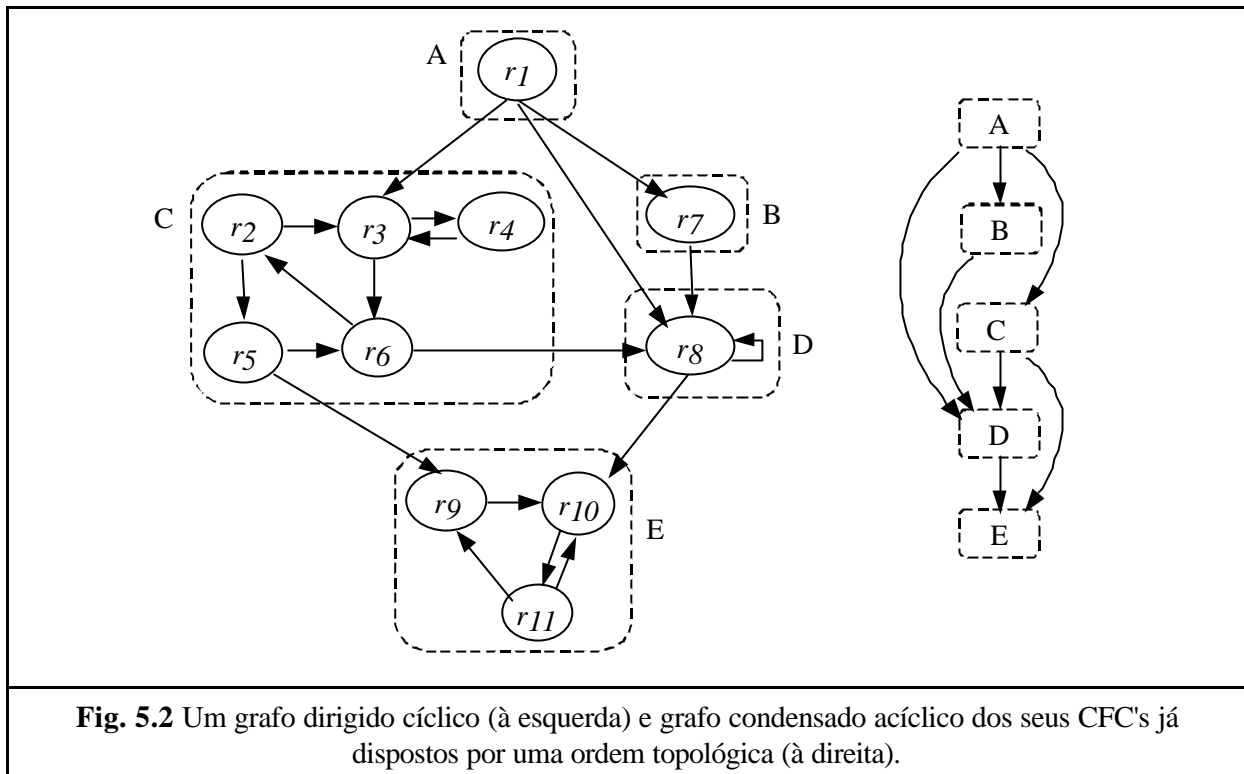 A
r1
C
r2
r3
r4
r7
B
r5
r6
r8
D
r9
r10
E
r11
A
B
C
D
E
Fig. 5.2 Um grafo dirigido cíclico (à esquerda) e grafo condensado acíclico dos seus CFC's já
dispostos por uma ordem topológica (à direita).